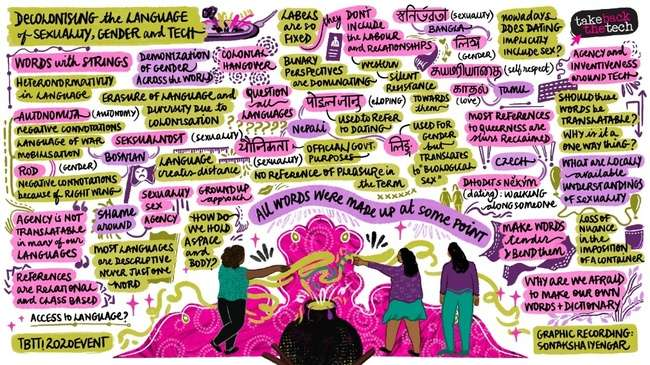 DECOLONISING the LANGUAGE
of SEXUALITY, GENDER and TECH
WORDS with STRINGS
HETERONORMATIVITY
in LANGUAGE
DEMONIZATION
OF GENDER
ACROSS the WORLD
COLONIAL
HANGOVER
ERASURE OF LANGUAGE and
DIVERSITY DUE to
COLONISATION
AUTONOMIJA (AUTONOMY)
NEGATIVE CONNOTATIONS
LANGUAGE OF WAR
MOBILISATION
SEKSUALNOST (SEXUALITY)
ROD (GENDER)
BOSNIAN
NEGATIVE CONNOTATIONS
because of RIGHT WING
LANGUAGE
creates DISTANCE
AGENCY IS NOT
TRANSLATABLE
in MANY of OUR
LANGUAGES
SHAME
around
SEXUALITY
SEX
AGENCY
GROUND UP
APPROACH
HOW DO
WE HOLD
A SPACE
AND
BODY?
MOST LANGUAGES
are DESCRIPTIVE
NEVER JUST ONE
WORD
REFERENCES
are RELATIONAL
and CLASS BASED
ACCESS to LANGUAGE?
TBTT! 2020 EVENT
LABELS
are SO
FIXED
they DONT
INCLUDE
the LABOUR
and RELATIONSHIPS
BINARY
PERSPECTIVES
are DOMINATING
WESTERN
SILENT
Resistance
TOWARDS
them
QUESTION
all
LANGUAGES
??????
(ELOPING)
USED to REFER
to DATING
NEPALI
यौनिकता
(SEXUALITY)
OFFICIAL/GOVT.
PURPOSES
NO REFERENCE of PLEASURE in
the TERM
लिङ्ग
USED FOR
GENDER
but
TRANSLATES
to "BIOLOGICAL
SEX"
(SEXUALITY)
BANGLA
লিঙ্গ (GENDER)
(SELF RESPECT)
காதல்
(LOVE)
TAMIL
NOWADAYS
DOES DATING
IMPLICITLY
INCLUDE SEX?
take back
the tech
AGENCY and
INVENTIVENESS
around TECH
SHOULD these
WORDS be
TRANSLATABLE?
WHY is it a
ONE WAY thing?
MOST REFERENCES
to QUEERNESS are
SLURS RECLAIMED
CZECH
(dating): WALKING
ALONG SOMEONE
WHAT are LOCALLY
available
UNDERSTANDINGS
of SEXUALITY
MAKE WORDS
tender &
BEND them
LOSS of
NUANCE in
the IMPOSITION
of A CONTAINER
WHY ARE WE AFRAID
to MAKE OUR OWN
WORDS + DICTIONARY
ALL WORDS WERE MADE UP AT SOME POINT
GRAPHIC RECORDING:
SONAKSHA IYENGAR